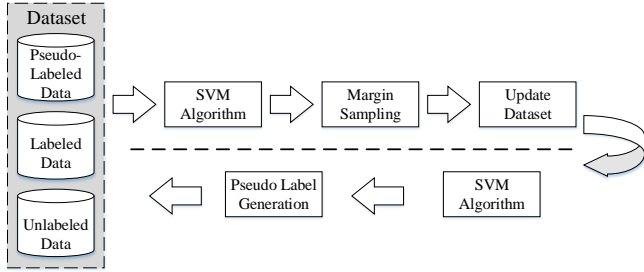 Dataset
Pseudo-
Labeled
Data
Labeled
Data
Unlabeled
Data
SVM
Algorithm
Margin
Sampling
Update
Dataset
Pseudo Label
Generation
SVM
Algorithm